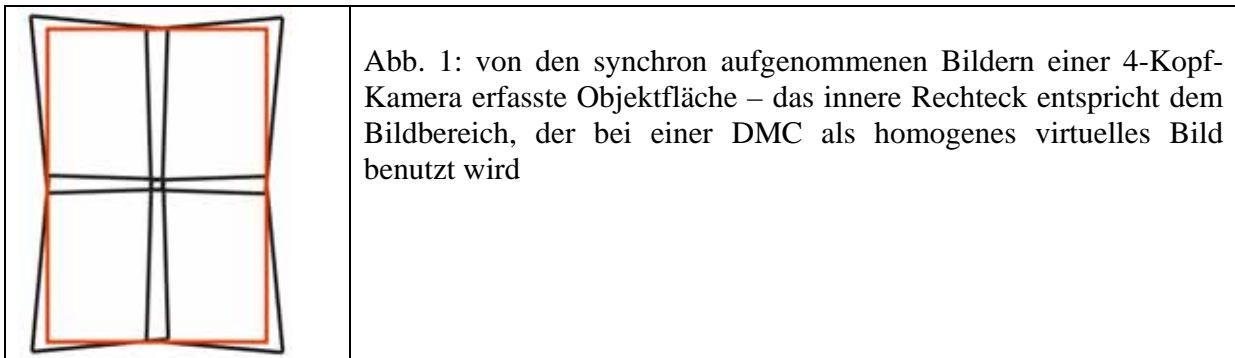 Abb. 1: von den synchron aufgenommenen Bildern einer 4-Kopf-
Kamera erfasste Objektfläche – das innere Rechteck entspricht dem
Bildbereich, der bei einer DMC als homogenes virtuelles Bild
benutzt wird